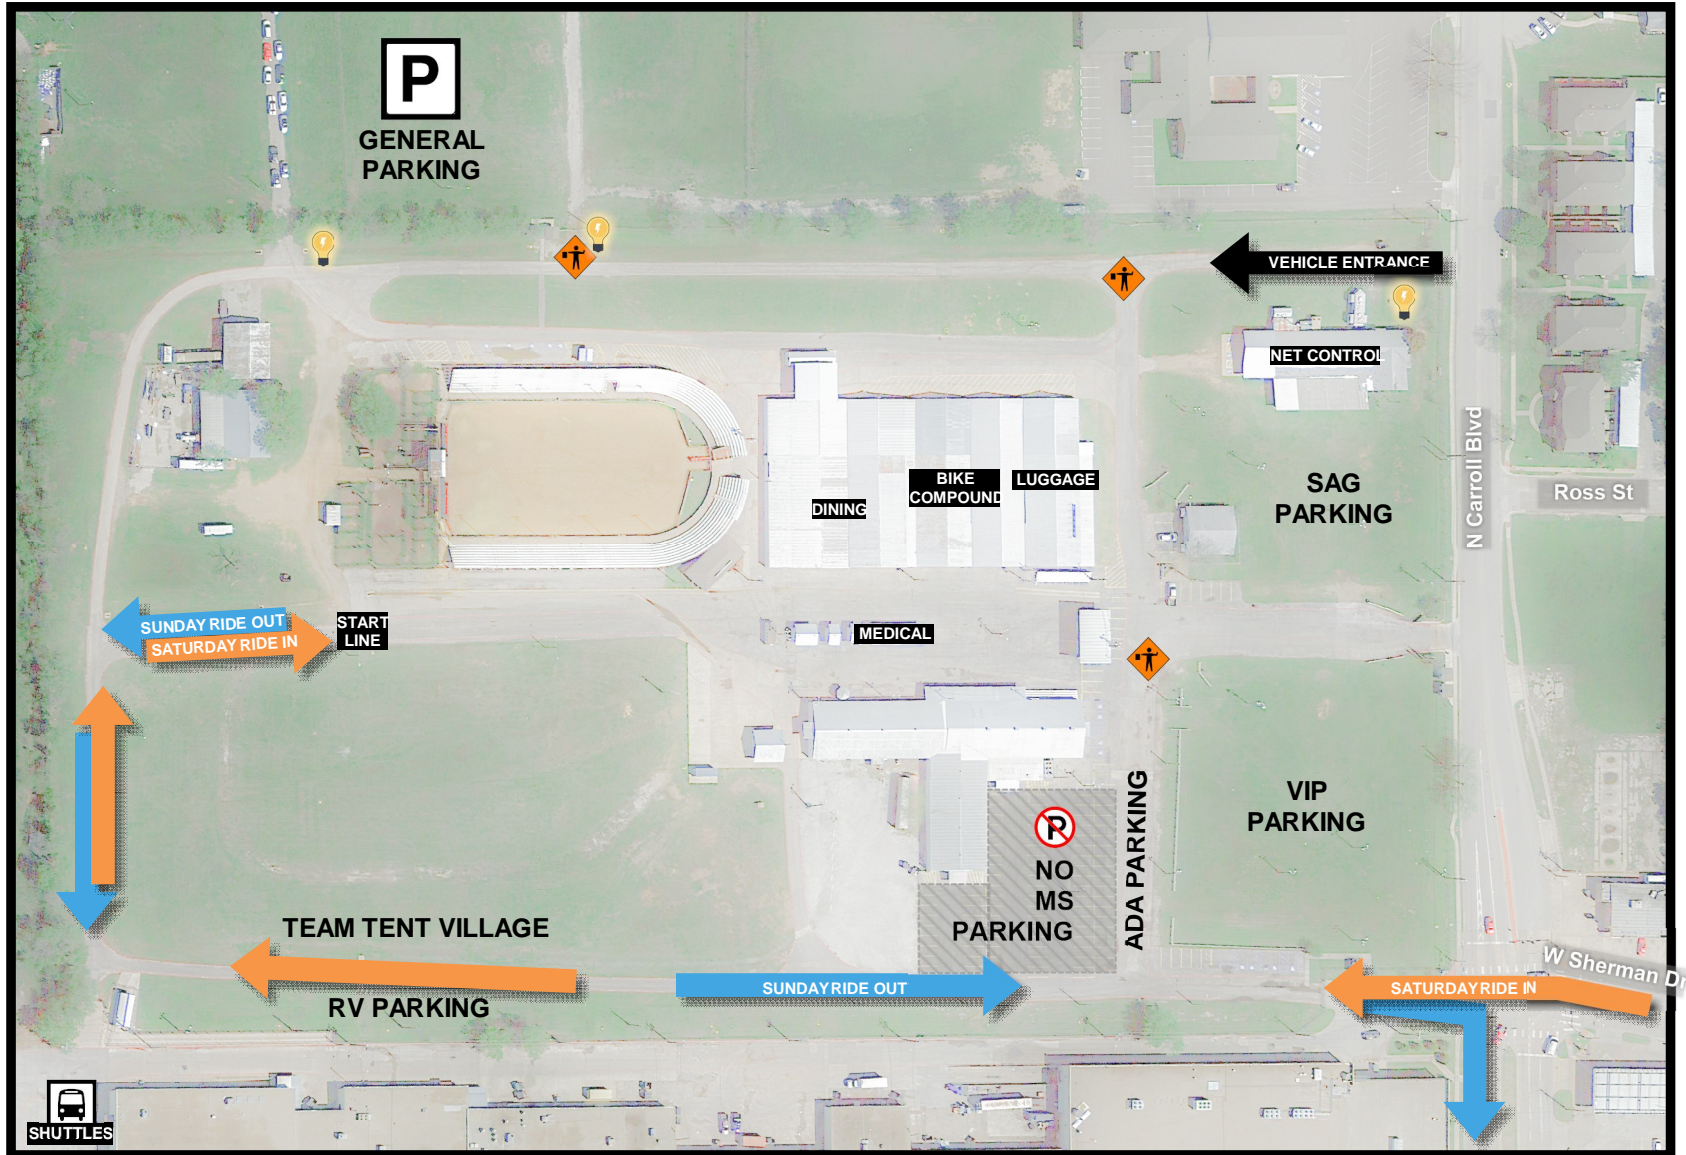 P
GENERAL
PARKING
VEHICLE ENTRANCE
NET CONTROL
N Carroll Blvd
Ross St
SAG
PARKING
BIKE
COMPOUND
LUGGAGE
DINING
SUNDAY RIDE OUT
SATURDAY RIDE IN
START
LINE
MEDICAL
VIP
PARKING
ADA PARKING
P
NO
MS
PARKING
TEAM TENT VILLAGE
RV PARKING
SUNDAY RIDE OUT
SATURDAY RIDE IN
W Sherman Dr
SHUTTLES